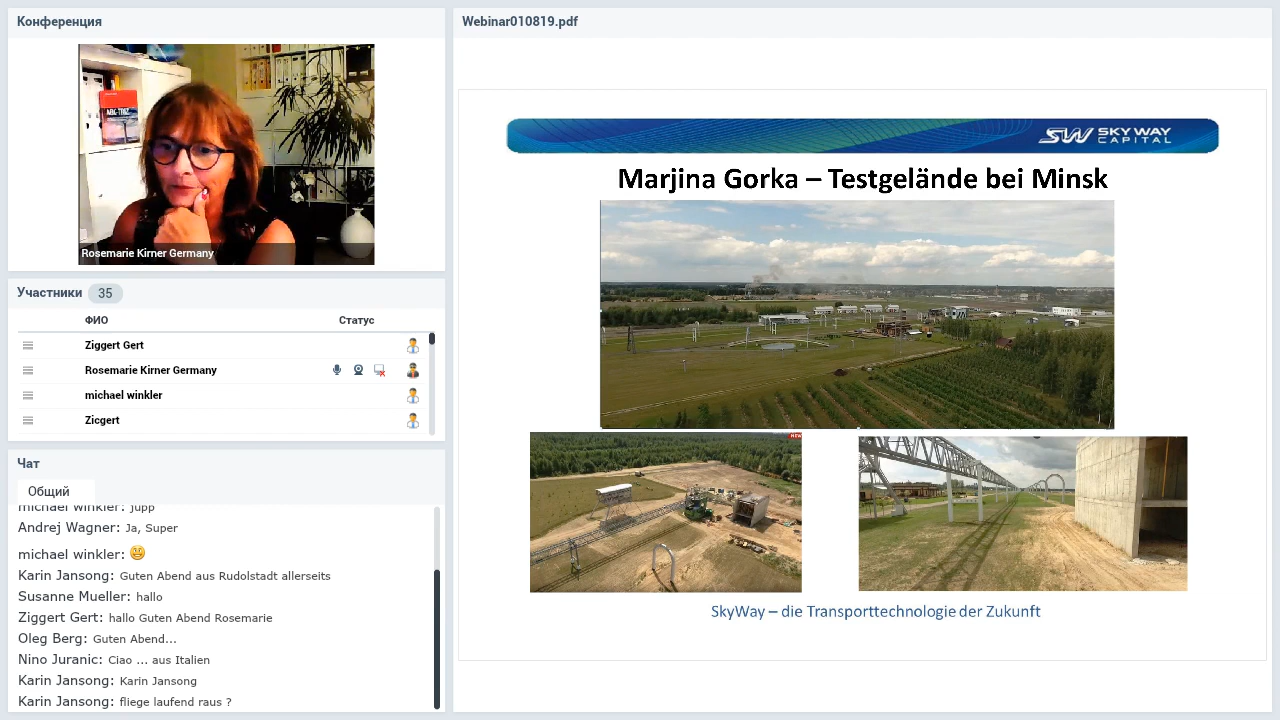 Конференция
Rosemarie Kirner Germany
Участники 35
ФИО Статус
Ziggert Gert
Rosemarie Kirner Germany
michael winkler
Zicgert
Чат
Общий
michael winkler: jupp
Andrej Wagner: Ja, Super
michael winkler:
Karin Jansong: Guten Abend aus Rudolstadt allerseits
Susanne Mueller: hallo
Ziggert Gert: hallo Guten Abend Rosemarie
Oleg Berg: Guten Abend...
Nino Juranic: Ciao ... aus Italien
Karin Jansong: Karin Jansong
Karin Jansong: fliege laufend raus ?
Webinar010819.pdf
SW SKY WAY
CAPITAL
Marjina Gorka – Testgelände bei Minsk
NEW
SkyWay – die Transporttechnologie der Zukunft